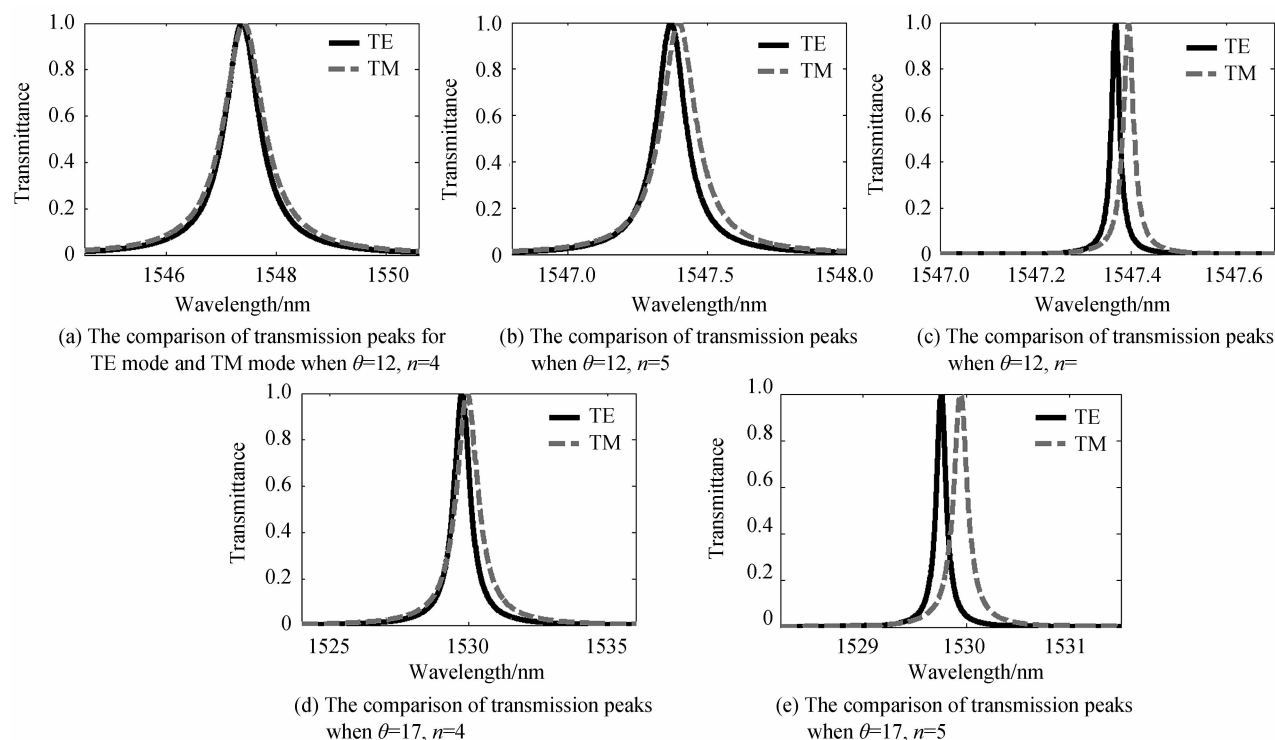 1.0
0.8
0.6
0.4
0.2
0
Transmittance
TE
TM
1546
1548
1550
Wavelength/nm
(a) The comparison of transmission peaks for
TE mode and TM mode when θ=12, n=4
1.0
0.8
0.6
0.4
0.2
0
Transmittance
TE
TM
1547.0
1547.5
1548.0
Wavelength/nm
(b) The comparison of transmission peaks
when θ=12, n=5
1.0
0.8
0.6
0.4
0.2
0
Transmittance
TE
TM
1547.0
1547.2
1547.4
1547.6
Wavelength/nm
(c) The comparison of transmission peaks
when θ=12, n=
1.0
0.8
0.6
0.4
0.2
0
Transmittance
TE
TM
1525
1530
1535
Wavelength/nm
(d) The comparison of transmission peaks
when θ=17, n=4
1.0
0.8
0.6
0.4
0.2
0
Transmittance
TE
TM
1529
1530
1531
Wavelength/nm
(e) The comparison of transmission peaks
when θ=17, n=5